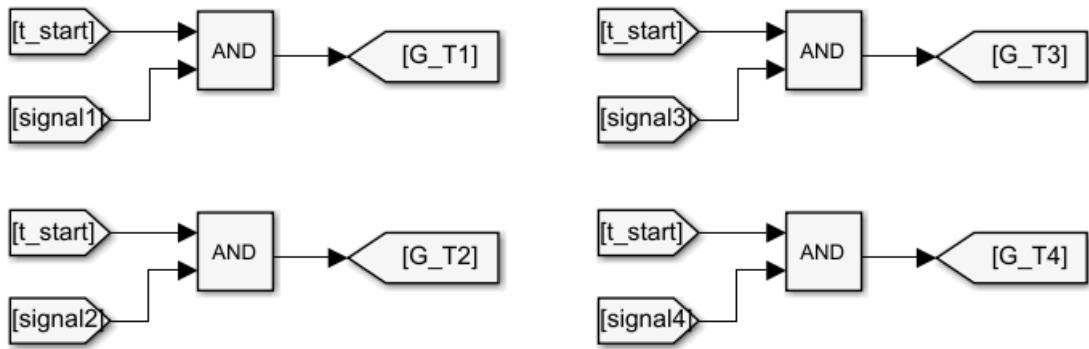 [t_start]
AND
[G_T1]
[signal1]
[t_start]
AND
[G_T3]
[signal3]
[t_start]
AND
[G_T2]
[signal2]
[t_start]
AND
[G_T4]
[signal4]